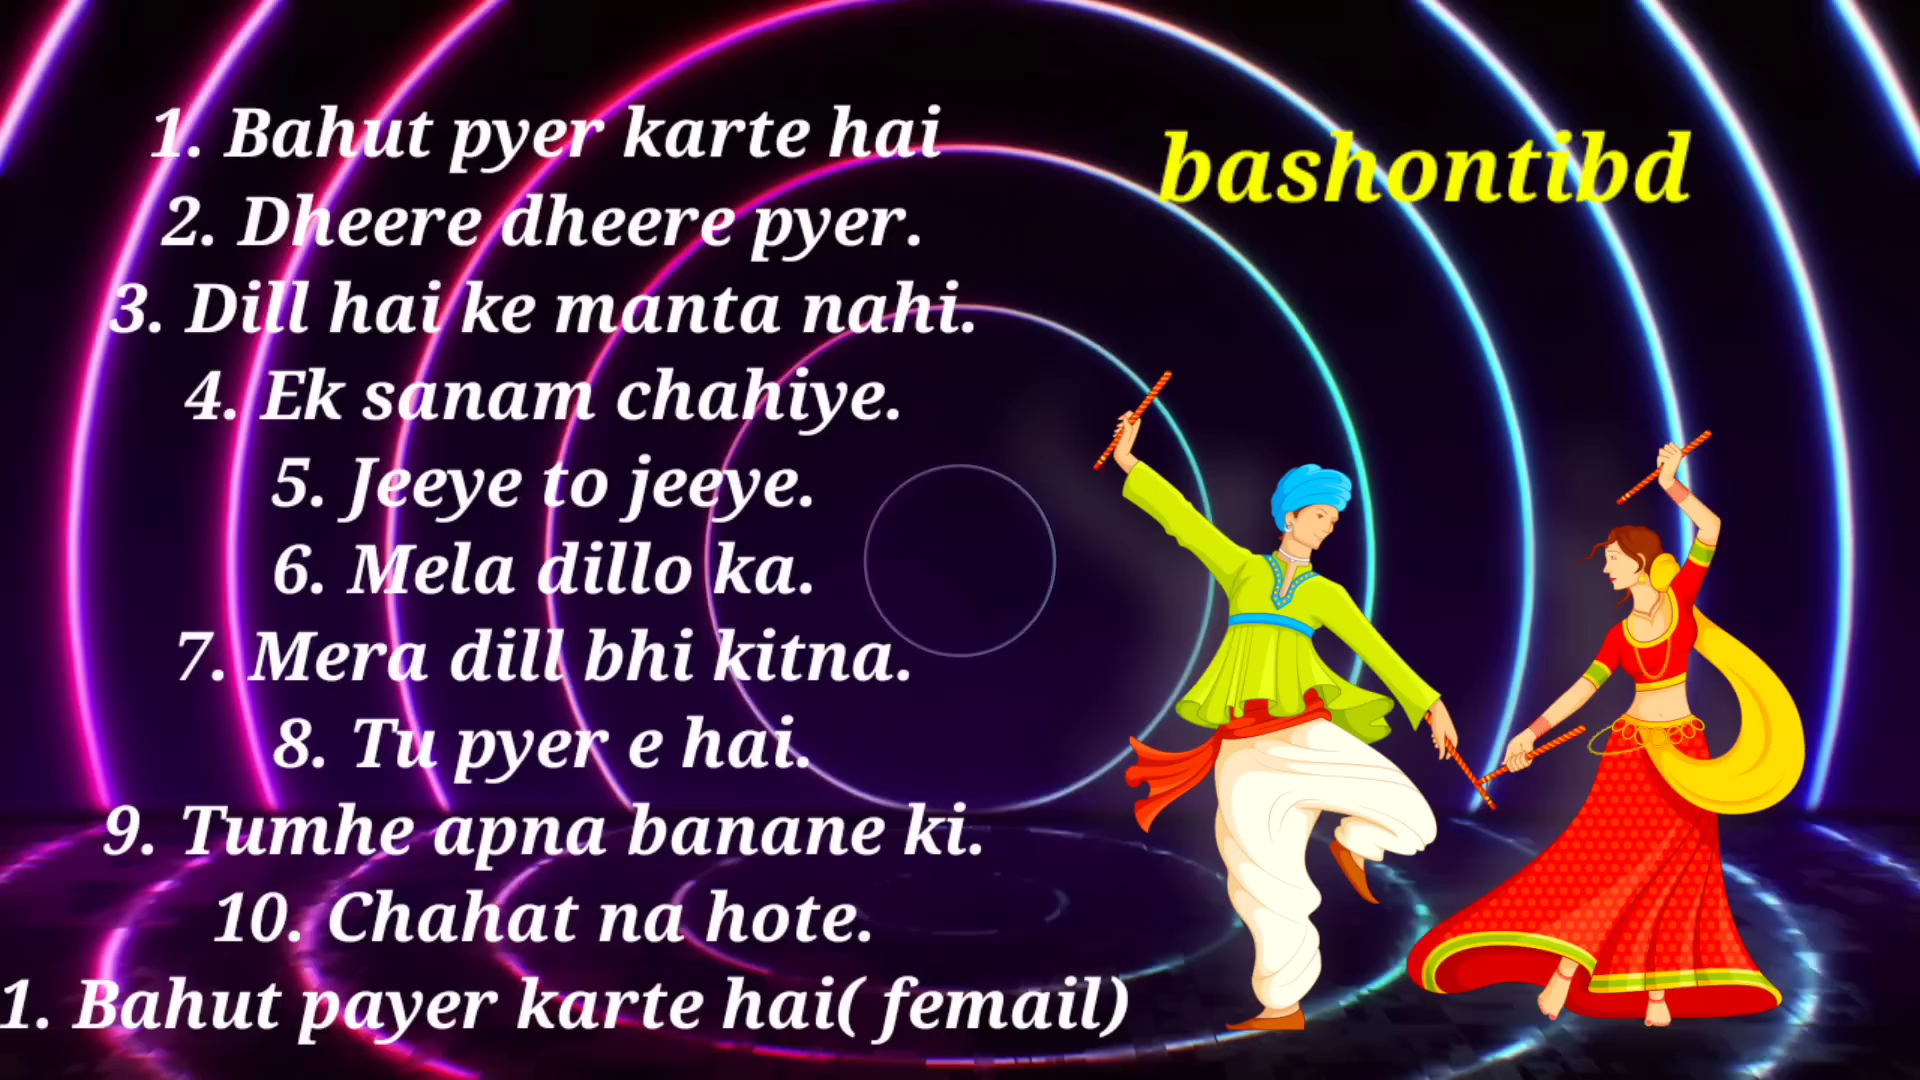 1. Bahut pyer karte hai
2. Dheere dheere pyer.
3. Dill hai ke manta nahi.
4. Ek sanam chahiye.
5. Jeeye to jeeye.
6. Mela dillo ka.
7. Mera dill bhi kitna.
8. Tu pyer e hai.
9. Tumhe apna banane ki.
10. Chahat na hote.
1. Bahut payer karte hai( femail)
bashontibd